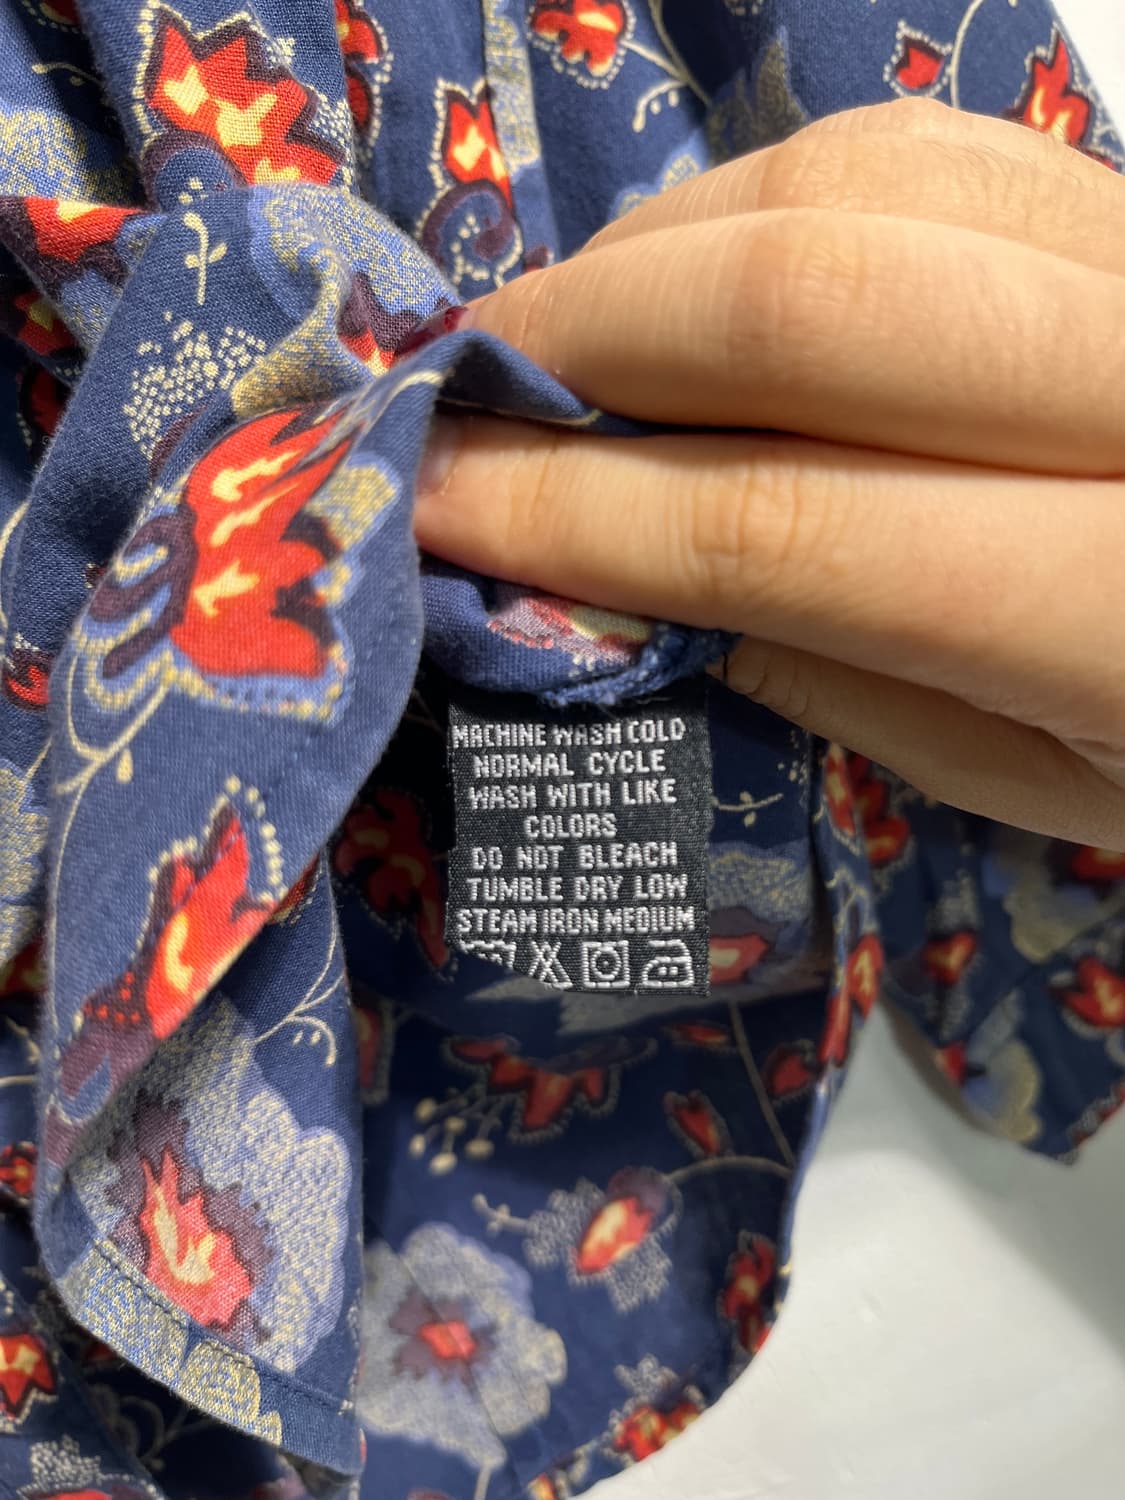 MACHINE WASH COLD
NORMAL CYCLE
WASH WITH LIKE
COLORS
DO NOT BLEACH
TUMBLE DRY LOW
STEAM IRON MEDIUM